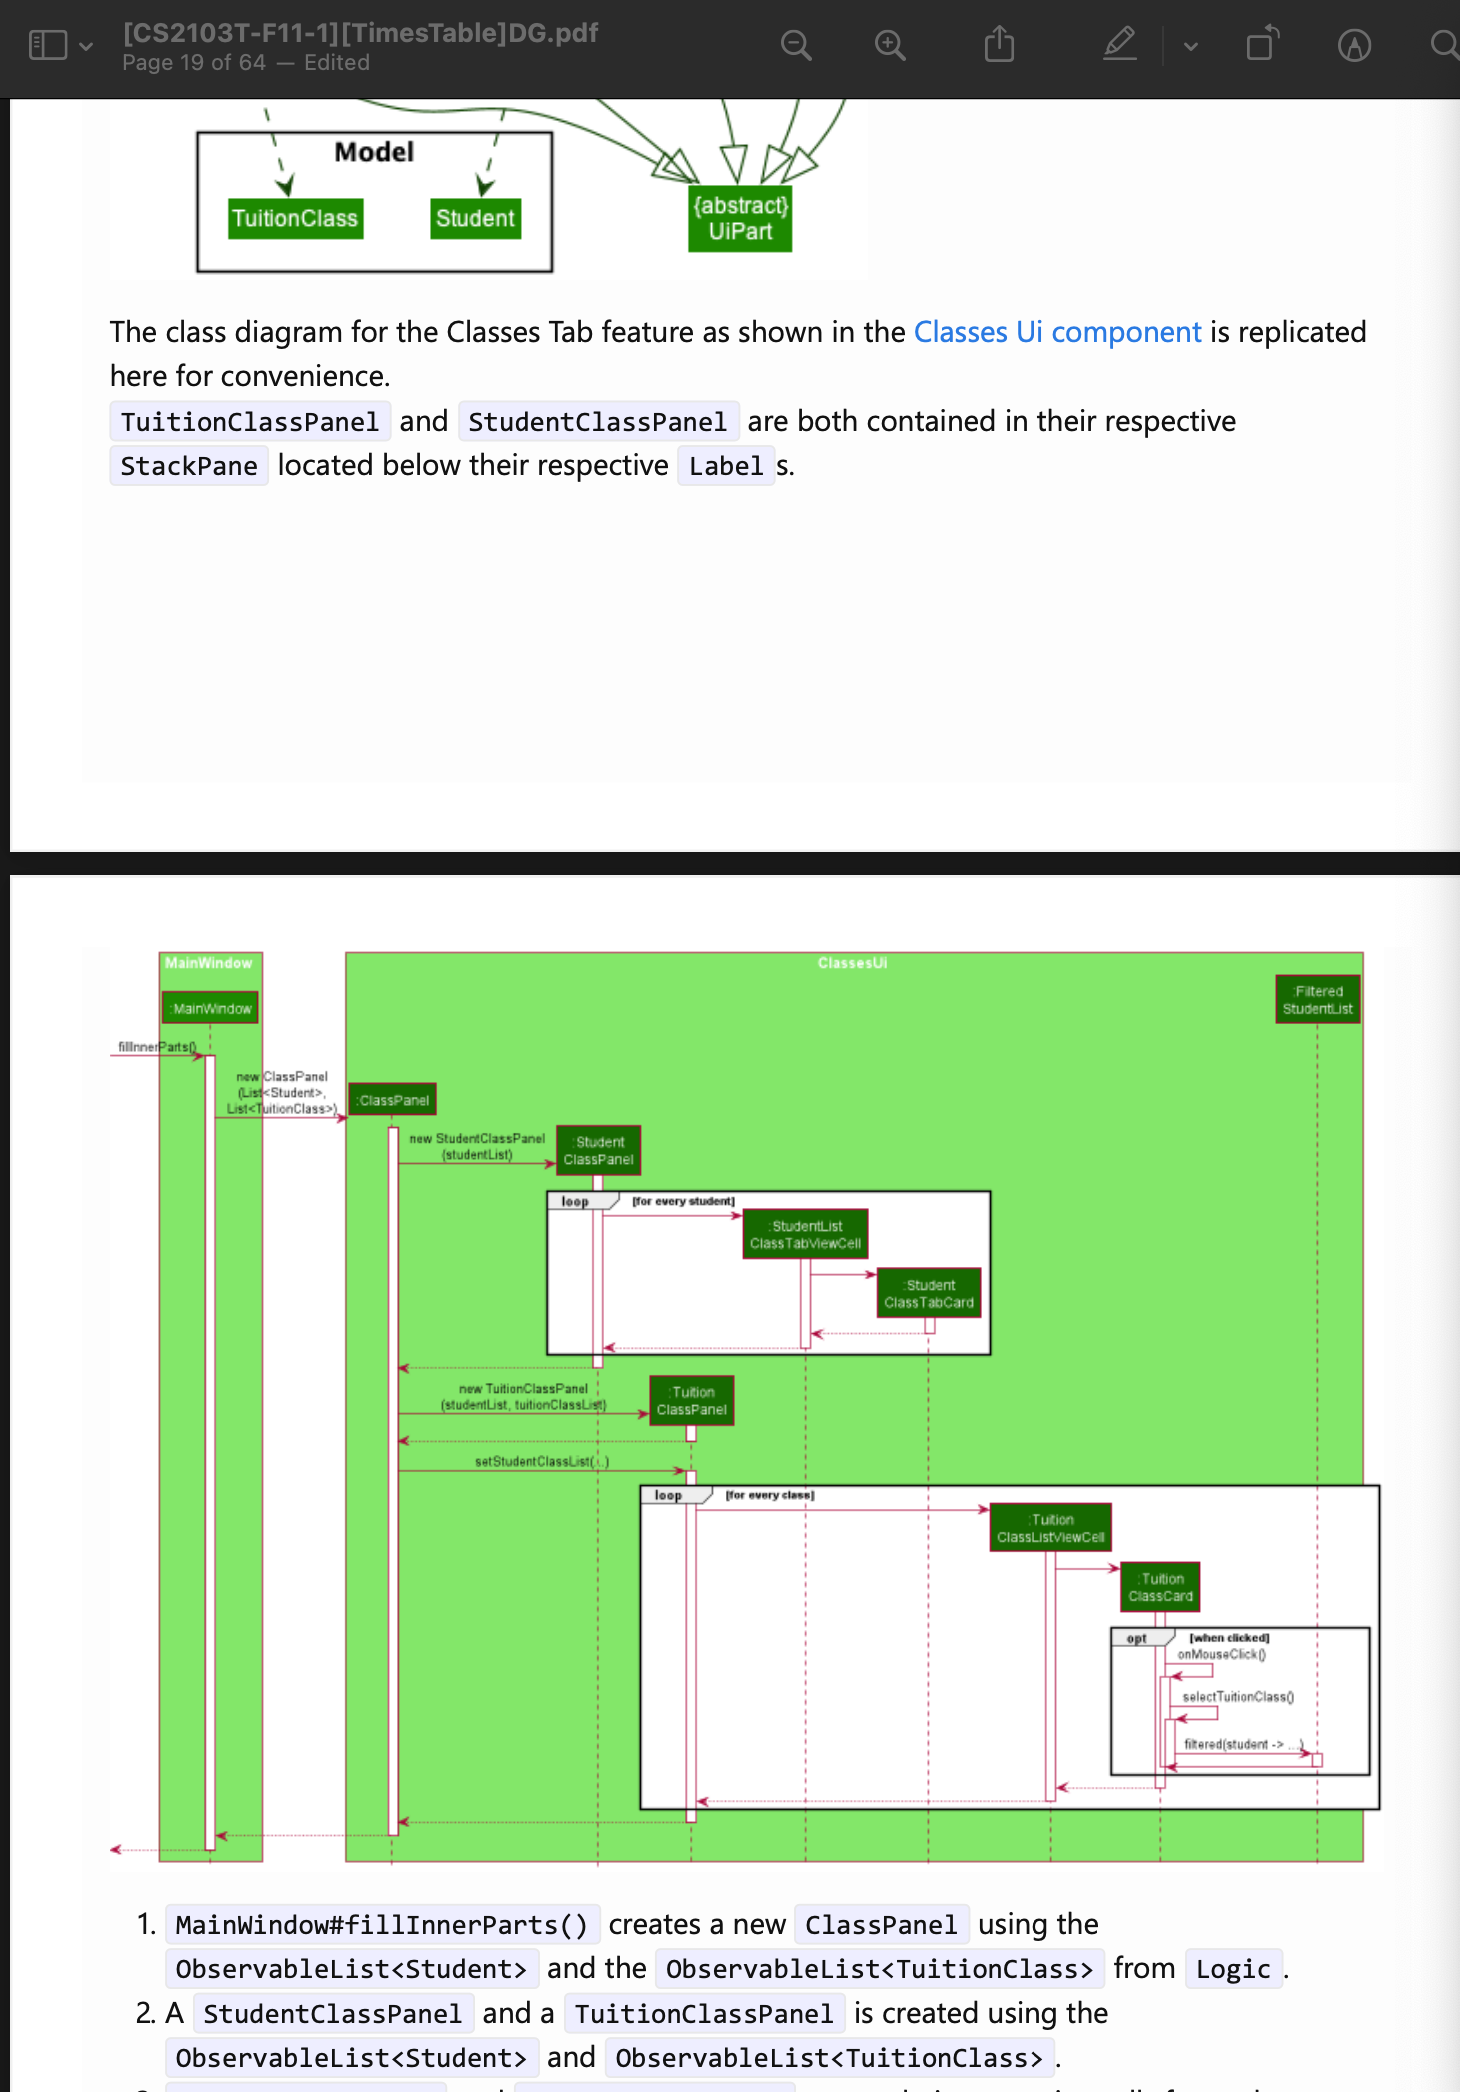 [CS2103T-F11-1][TimesTable]DG.pdf
Page 19 of 64 — Edited
Model
TuitionClass
Student
{abstract}
UiPart
The class diagram for the Classes Tab feature as shown in the Classes Ui component is replicated
here for convenience.
TuitionClassPanel and StudentClassPanel are both contained in their respective
StackPane located below their respective Label s.
MainWindow
ClassesUi
:MainWindow
:Filtered
StudentList
fillInnerParts()
new ClassPanel
(List<Student>,
List<TuitionClass>)
:ClassPanel
new StudentClassPanel
(studentList)
:Student
ClassPanel
loop
[for every student]
:StudentList
ClassTabViewCell
:Student
ClassTabCard
new TuitionClassPanel
(studentList, tuitionClassList)
:Tuition
ClassPanel
setStudentClassList(...)
loop
[for every class]
:Tuition
ClassListViewCell
:Tuition
ClassCard
opt
[when clicked]
onMouseClick()
selectTuitionClass()
filtered(student -> ...)
1. MainWindow#fillInnerParts() creates a new ClassPanel using the
ObservableList<Student> and the ObservableList<TuitionClass> from Logic .
2. A StudentClassPanel and a TuitionClassPanel is created using the
ObservableList<Student> and ObservableList<TuitionClass> .